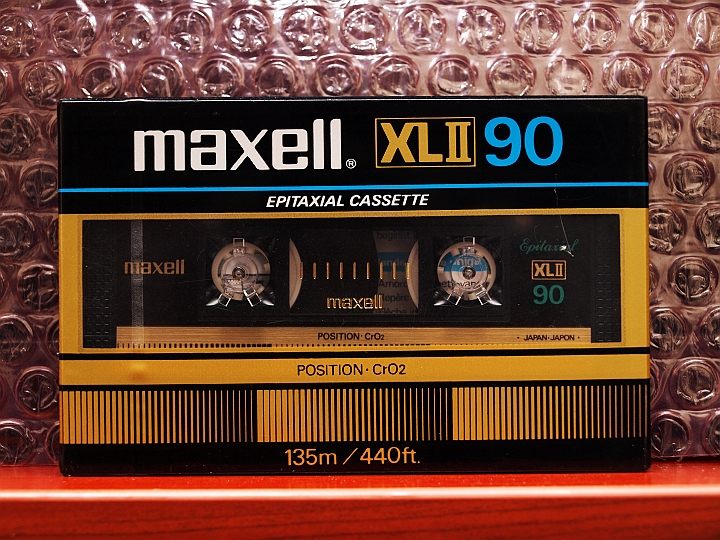 maxell® XLII 90
EPITAXIAL CASSETTE
maxell
maxell
Epitaxial
XLII
90
POSITION·CrO2
·JAPAN·JAPON·
POSITION·CrO2
135m/440ft.